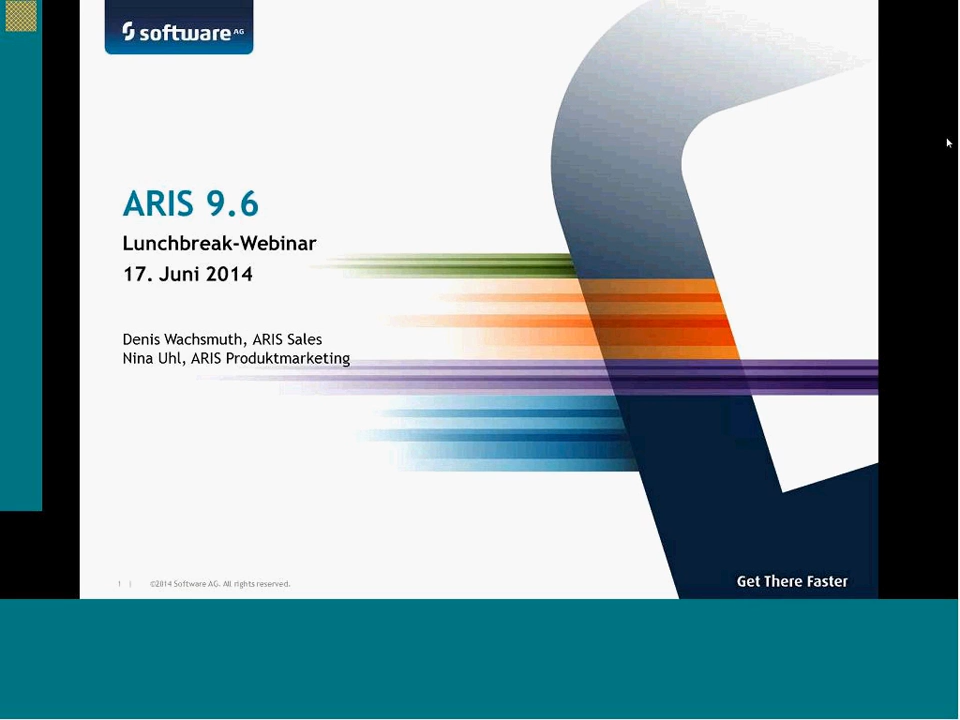 software AG
ARIS 9.6
Lunchbreak-Webinar
17. Juni 2014
Denis Wachsmuth, ARIS Sales
Nina Uhl, ARIS Produktmarketing
1 | ©2014 Software AG. All rights reserved.
Get There Faster